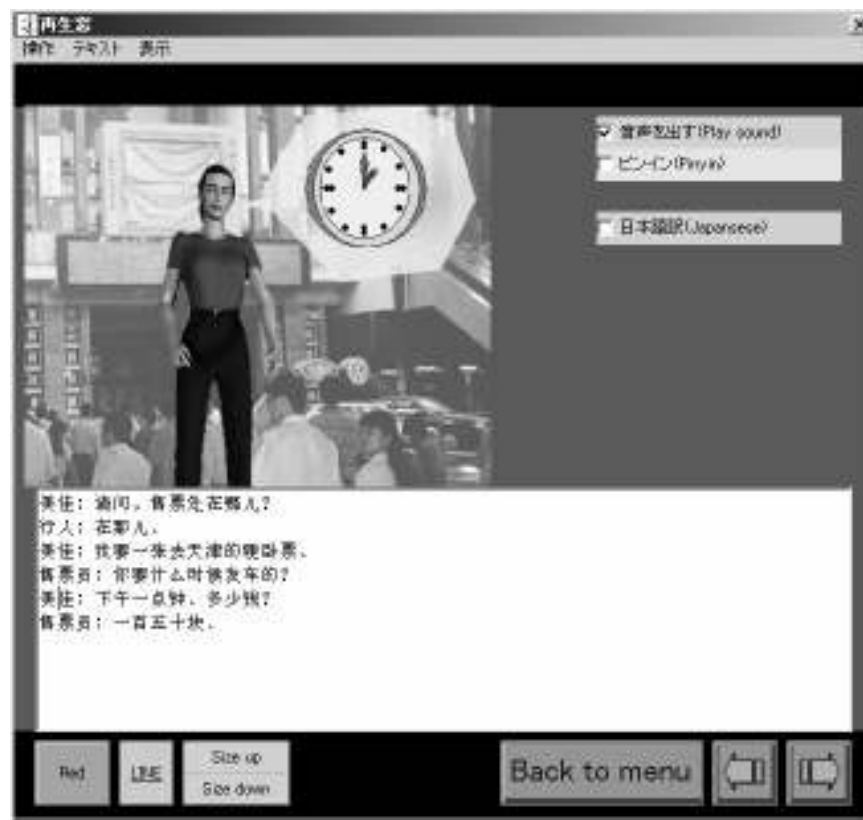 再生窓
操作 テキスト 表示
音声を出す(Play sound)
ピンイン(Pinyin)
日本語訳(Japansese)
美佳：请问，售票处在哪儿？
行人：在那儿。
美佳：我要一张去天津的硬卧票。
售票员：你要什么时候发车的？
美佳：下午一点钟。多少钱？
售票员：一百五十块。
Red
LINE
Size up
Size down
Back to menu